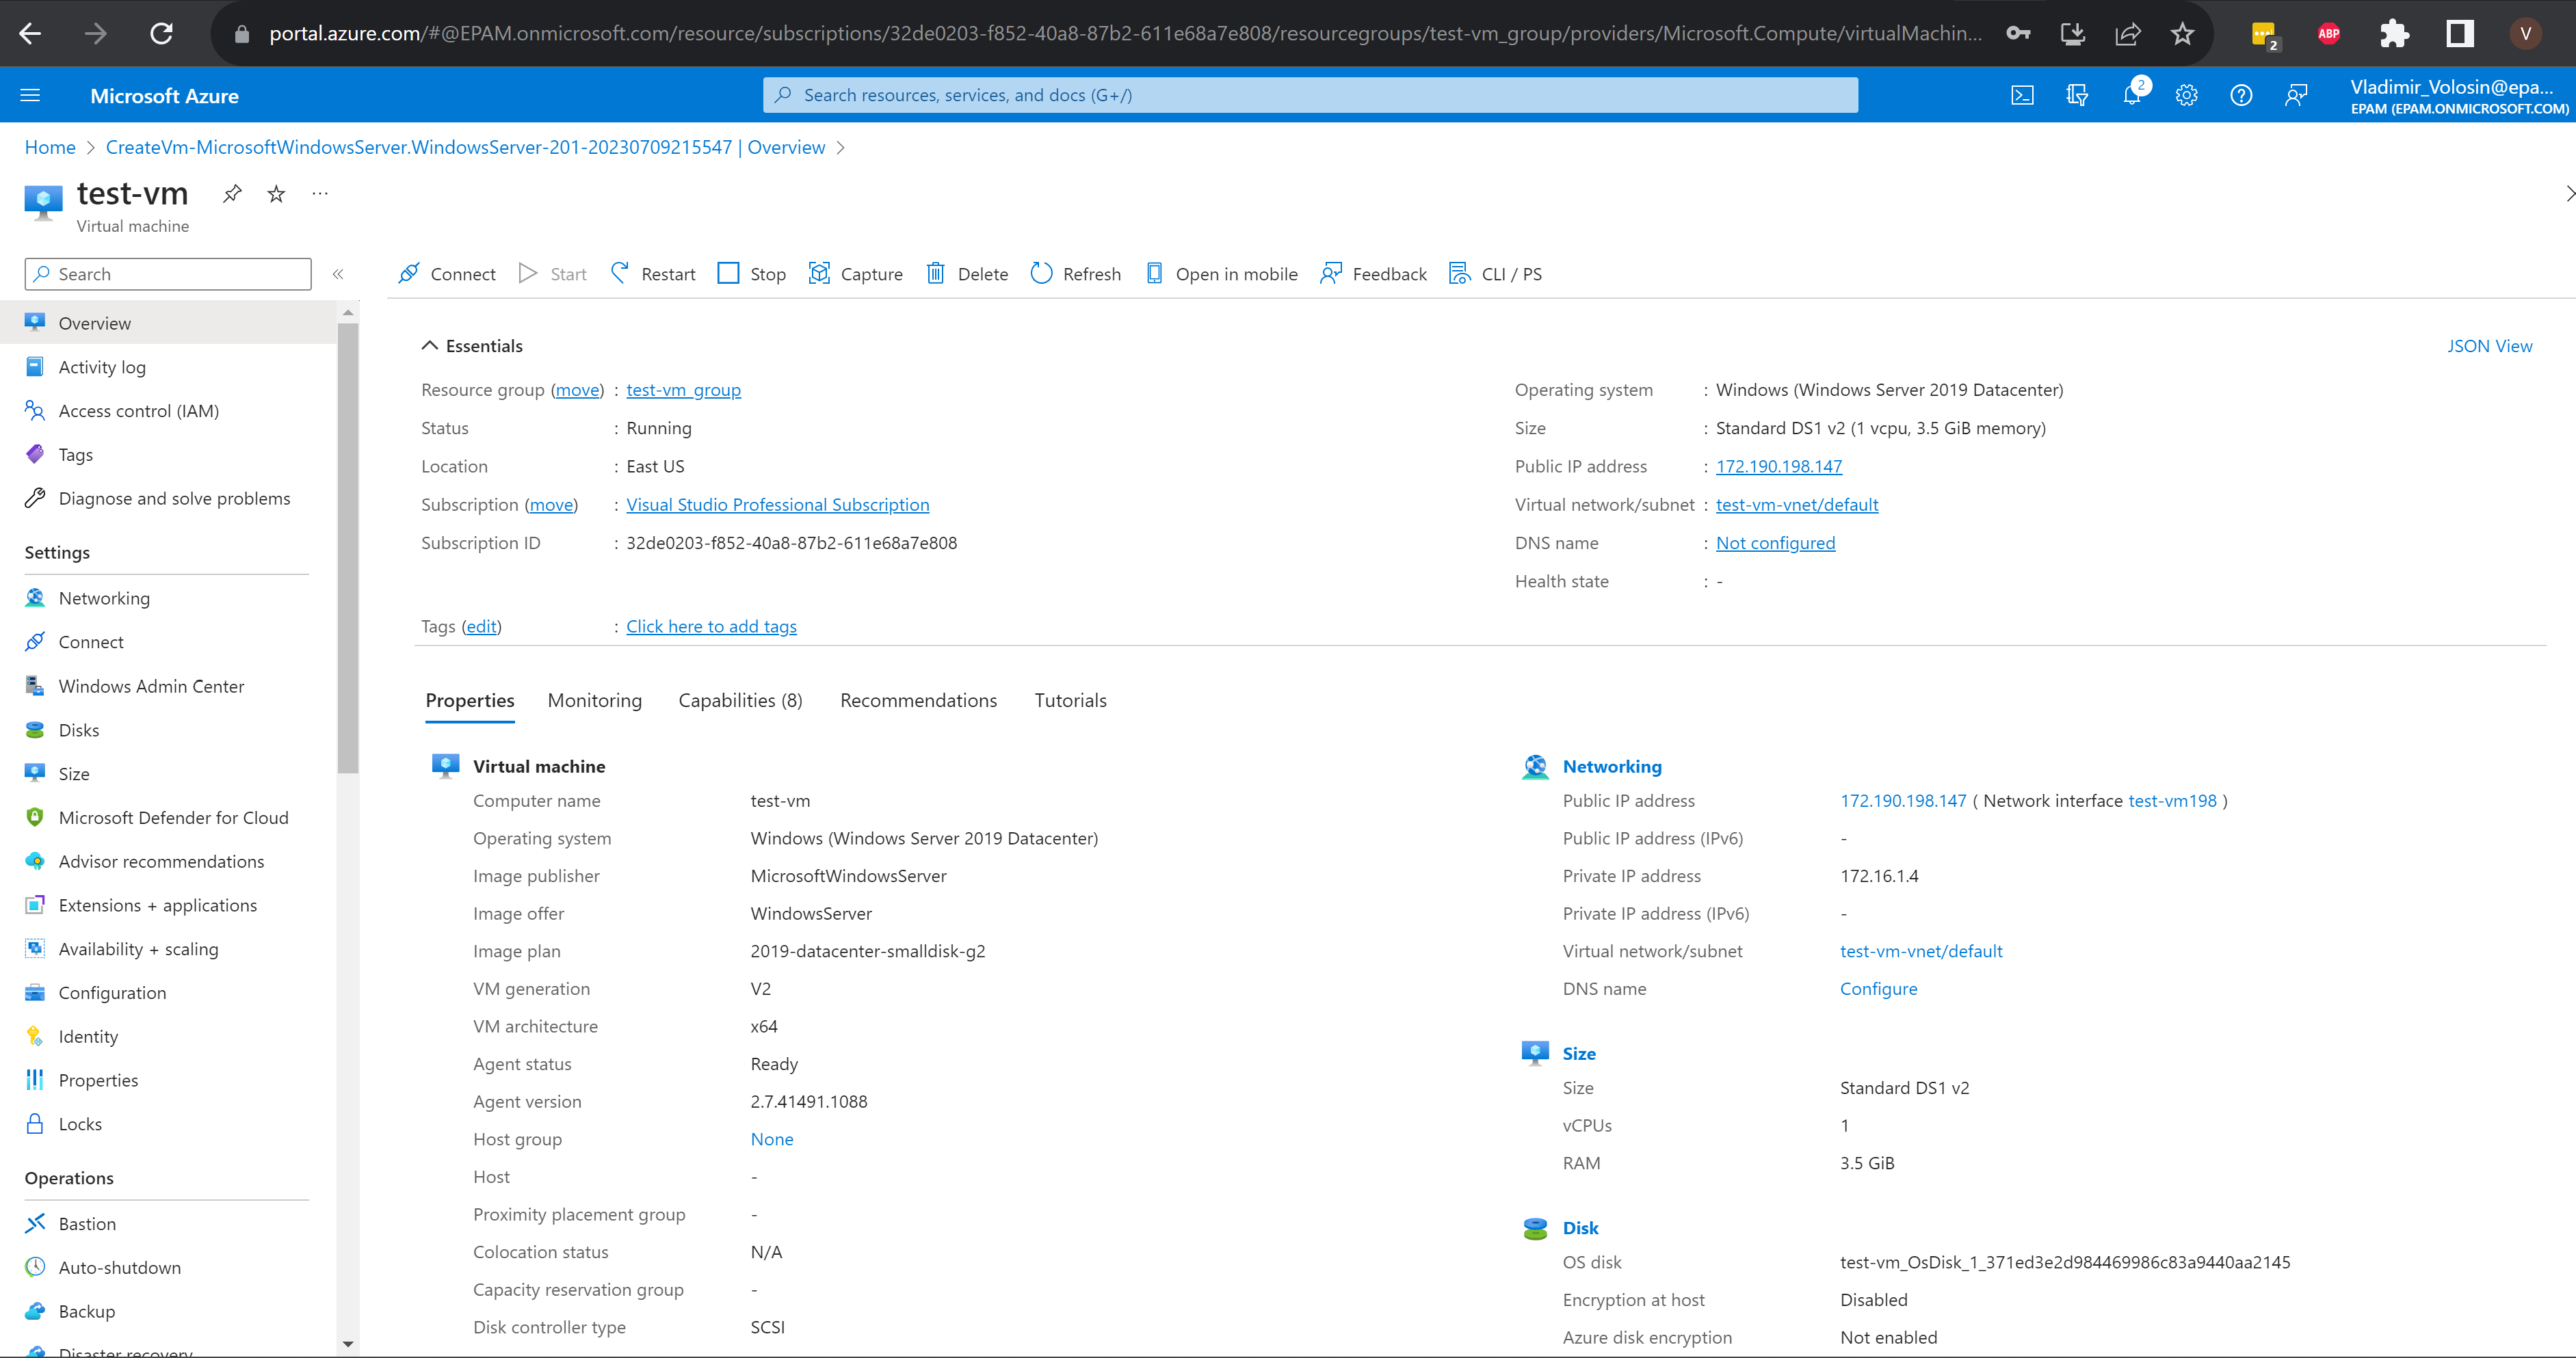 portal.azure.com/#@EPAM.onmicrosoft.com/resource/subscriptions/32de0203-f852-40a8-87b2-611e68a7e808/resourcegroups/test-vm_group/providers/Microsoft.Compute/virtualMachin...
2
ABP
V
Microsoft Azure
Search resources, services, and docs (G+/)
2
Vladimir_Volosin@epa...
EPAM (EPAM.ONMICROSOFT.COM)
Home > CreateVm-MicrosoftWindowsServer.WindowsServer-201-20230709215547 | Overview >
test-vm
Virtual machine
Search
Connect
Start
Restart
Stop
Capture
Delete
Refresh
Open in mobile
Feedback
CLI / PS
Overview
Activity log
Access control (IAM)
Tags
Diagnose and solve problems
Settings
Networking
Connect
Windows Admin Center
Disks
Size
Microsoft Defender for Cloud
Advisor recommendations
Extensions + applications
Availability + scaling
Configuration
Identity
Properties
Locks
Operations
Bastion
Auto-shutdown
Backup
Disaster recovery
Essentials
JSON View
Resource group (move) : test-vm_group
Status : Running
Location : East US
Subscription (move) : Visual Studio Professional Subscription
Subscription ID : 32de0203-f852-40a8-87b2-611e68a7e808
Operating system : Windows (Windows Server 2019 Datacenter)
Size : Standard DS1 v2 (1 vcpu, 3.5 GiB memory)
Public IP address : 172.190.198.147
Virtual network/subnet : test-vm-vnet/default
DNS name : Not configured
Health state : -
Tags (edit) : Click here to add tags
Properties Monitoring Capabilities (8) Recommendations Tutorials
Virtual machine
Computer name test-vm
Operating system Windows (Windows Server 2019 Datacenter)
Image publisher MicrosoftWindowsServer
Image offer WindowsServer
Image plan 2019-datacenter-smalldisk-g2
VM generation V2
VM architecture x64
Agent status Ready
Agent version 2.7.41491.1088
Host group None
Host -
Proximity placement group -
Colocation status N/A
Capacity reservation group -
Disk controller type SCSI
Networking
Public IP address 172.190.198.147 ( Network interface test-vm198 )
Public IP address (IPv6) -
Private IP address 172.16.1.4
Private IP address (IPv6) -
Virtual network/subnet test-vm-vnet/default
DNS name Configure
Size
Size Standard DS1 v2
vCPUs 1
RAM 3.5 GiB
Disk
OS disk test-vm_OsDisk_1_371ed3e2d984469986c83a9440aa2145
Encryption at host Disabled
Azure disk encryption Not enabled